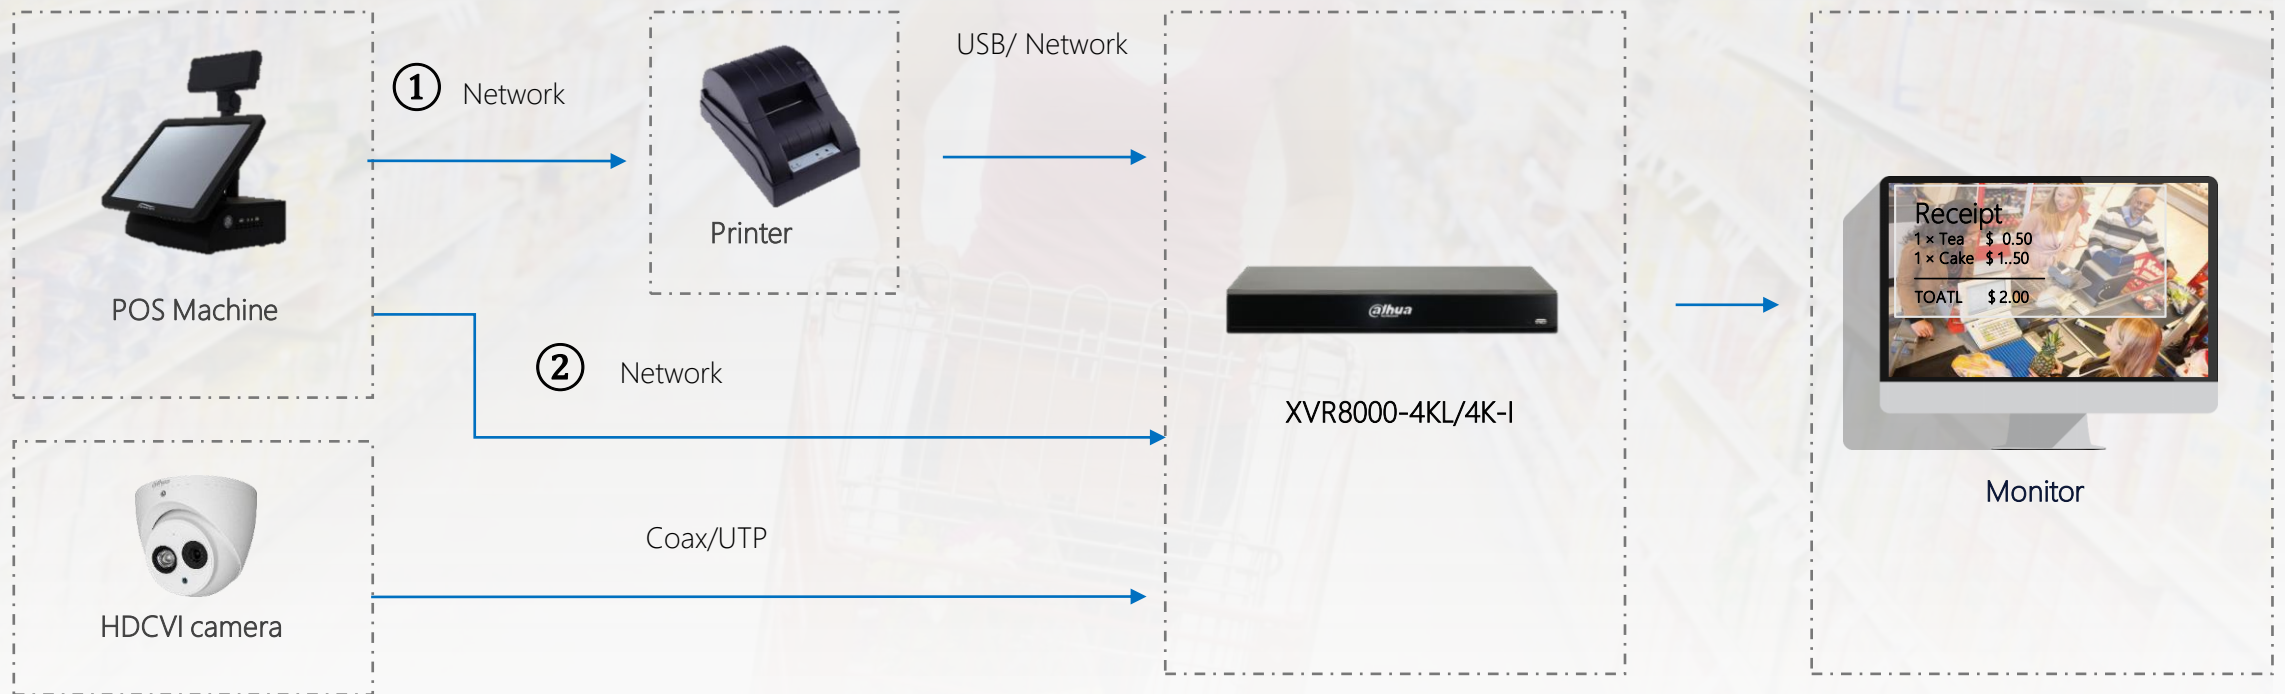 ① Network
USB/ Network
Printer
POS Machine
② Network
alhua
XVR8000-4KL/4K-I
Receipt
1 × Tea $ 0.50
1 × Cake $ 1..50
TOATL $ 2.00
Monitor
alhua
Coax/UTP
HDCVI camera